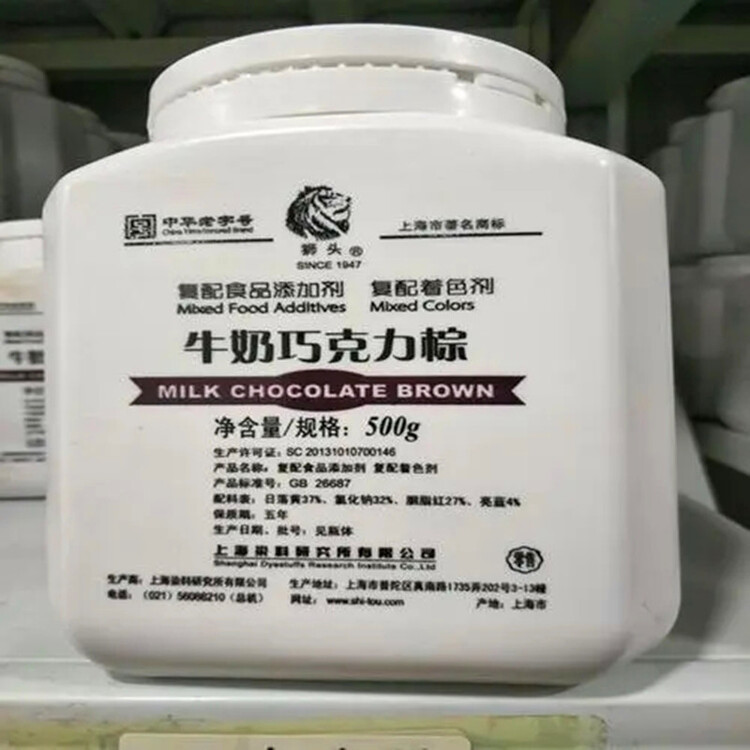 中华老字号
China Time-honored Brand
狮头®
SINCE 1947
上海市著名商标
复配食品添加剂 复配着色剂
Mixed Food Additives Mixed Colors
牛奶巧克力棕
MILK CHOCOLATE BROWN
净含量/规格：500g
生产许可证：SC 20131010700146
产品名称：复配食品添加剂 复配着色剂
产品标准号：GB 26687
配料表：日落黄37%、氯化钠32%、胭脂红27%、亮蓝4%
保质期：五年
生产日期、批号：见瓶体
上海染料研究所有限公司
Shanghai Dyestuffs Research Institute Co.,Ltd
零售
生产商：上海染料研究所有限公司 生产地址：上海市普陀区真南路1735弄202号3-13幢
电话：（021）56086210（总机） 网址：www.shi-tou.com 产地：上海市